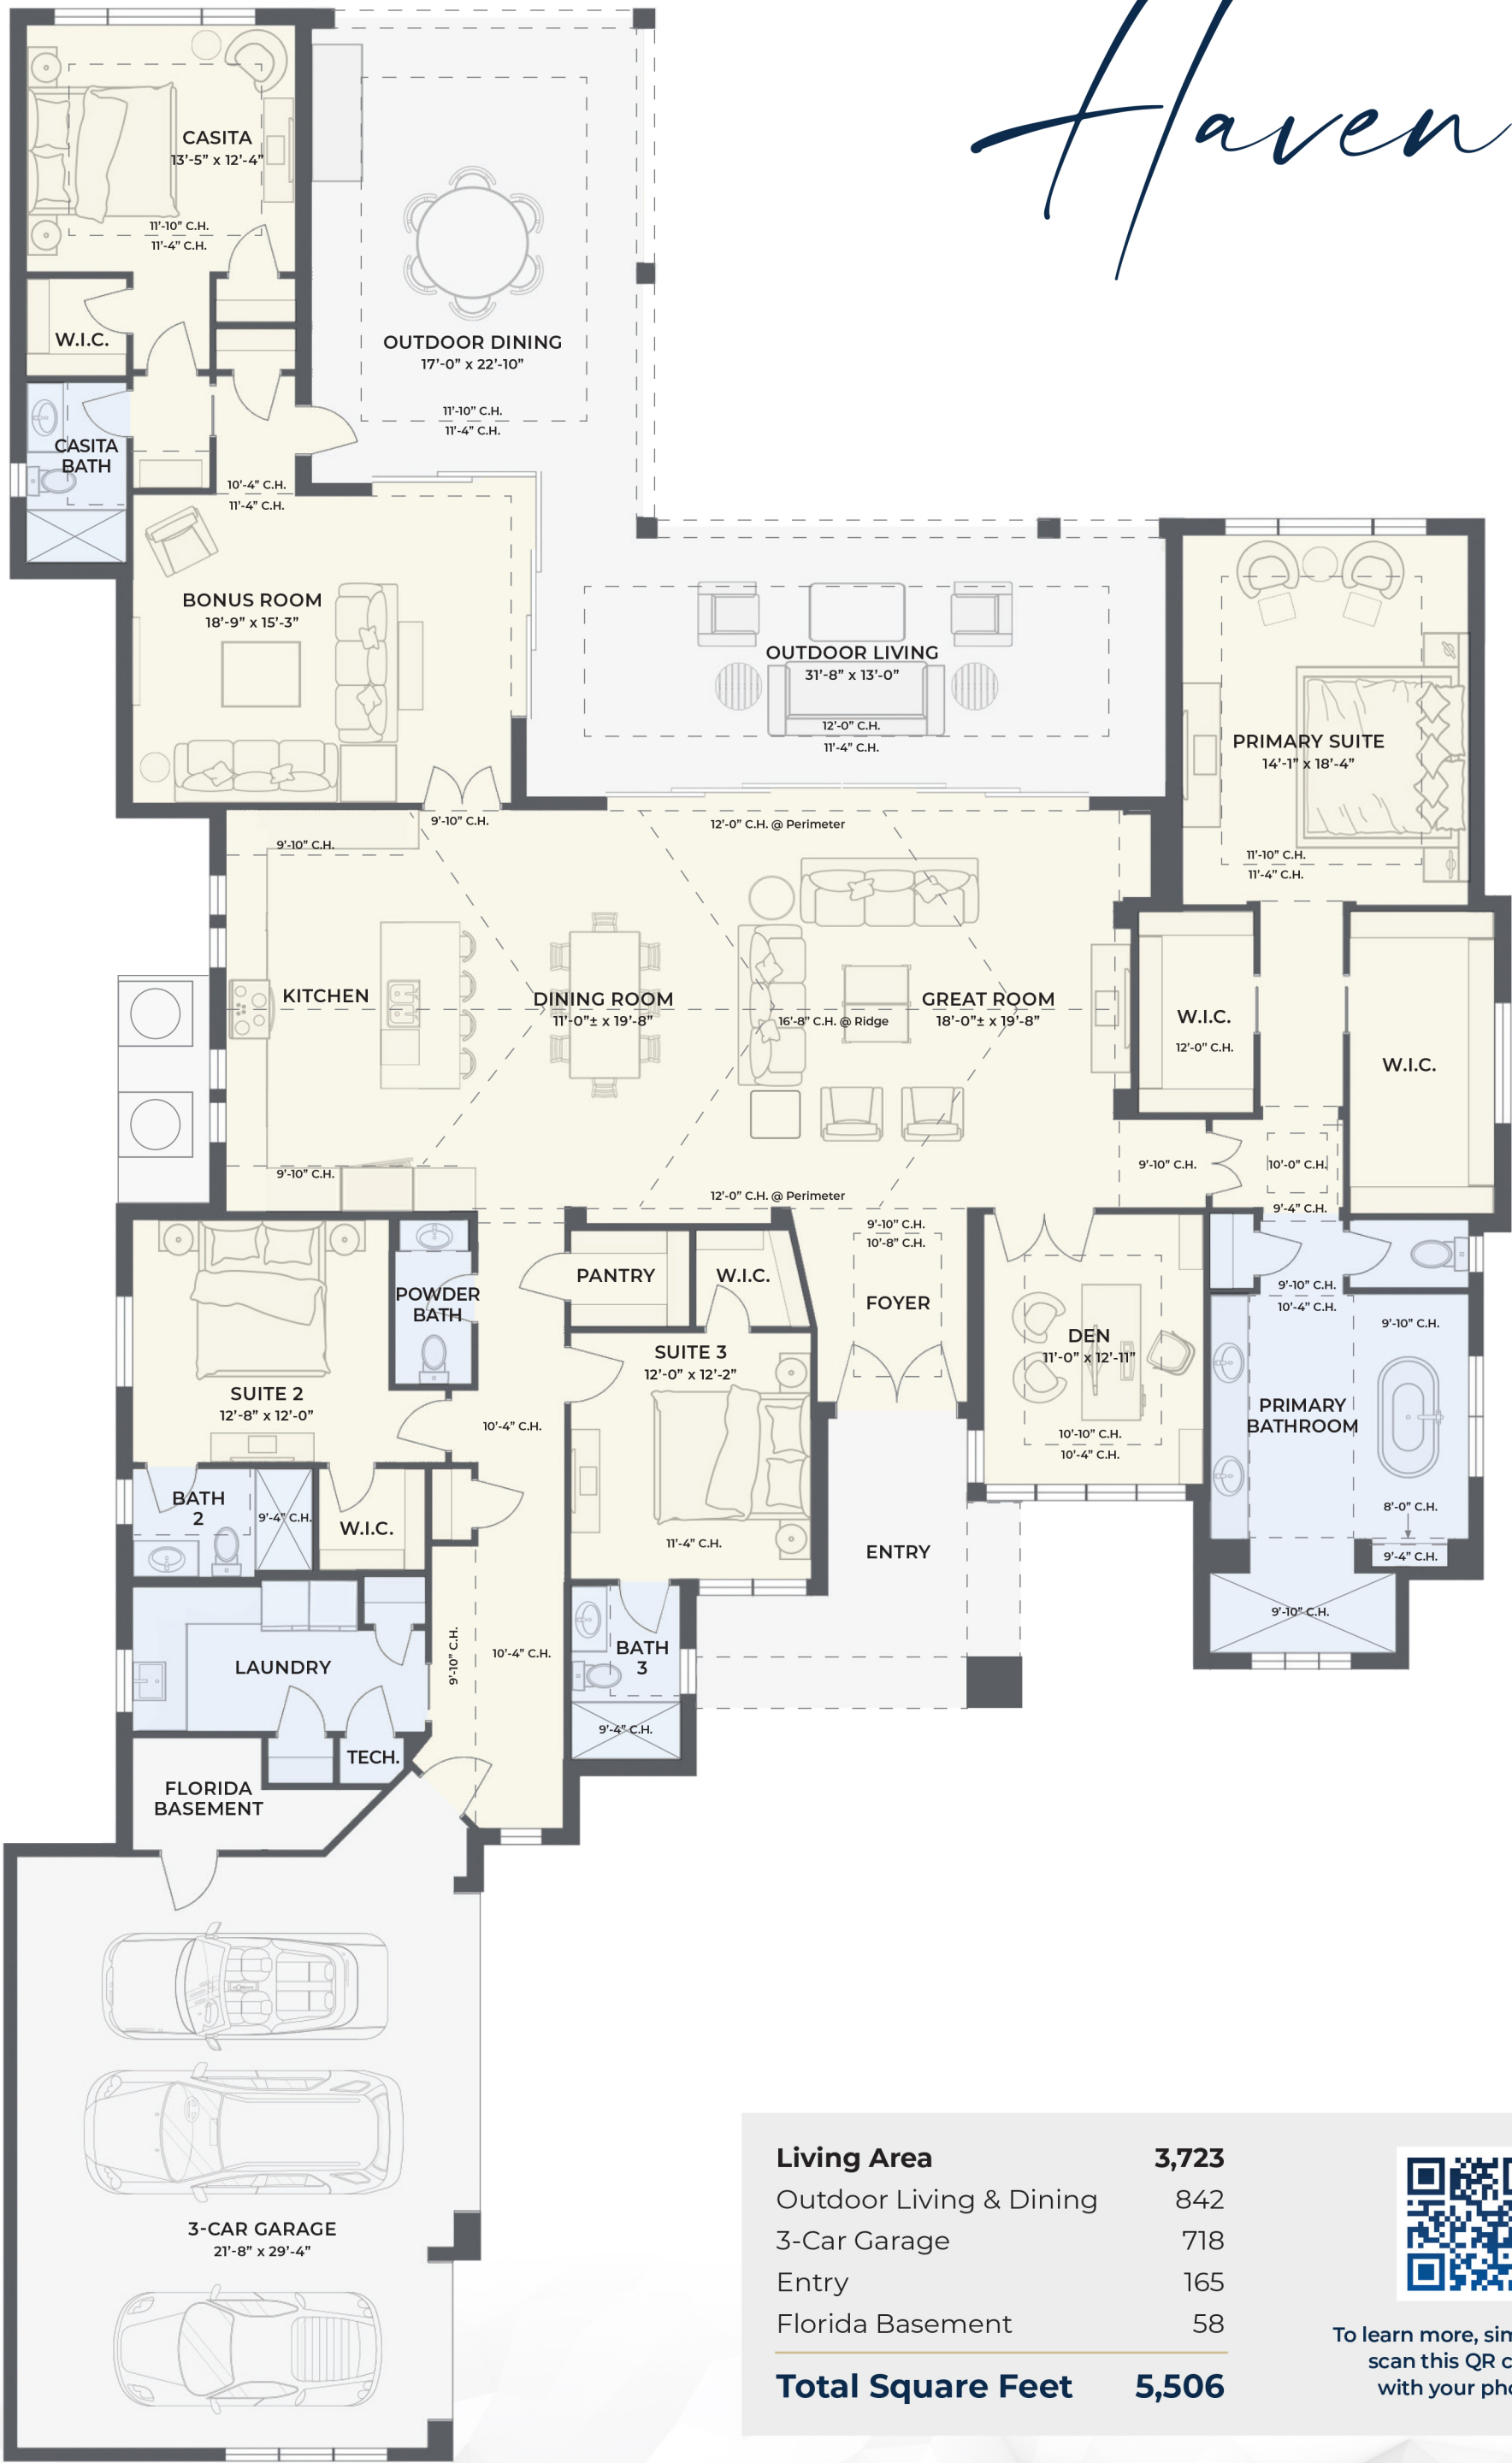 Haven
CASITA
13'-5" x 12'-4"
11'-10" C.H.
11'-4" C.H.
W.I.C.
OUTDOOR DINING
17'-0" x 22'-10"
11'-10" C.H.
11'-4" C.H.
CASITA
BATH
10'-4" C.H.
11'-4" C.H.
BONUS ROOM
18'-9" x 15'-3"
OUTDOOR LIVING
31'-8" x 13'-0"
12'-0" C.H.
11'-4" C.H.
PRIMARY SUITE
14'-1" x 18'-4"
11'-10" C.H.
11'-4" C.H.
9'-10" C.H.
12'-0" C.H. @ Perimeter
9'-10" C.H.
KITCHEN
DINING ROOM
11'-0"± x 19'-8"
16'-8" C.H. @ Ridge
GREAT ROOM
18'-0"± x 19'-8"
W.I.C.
12'-0" C.H.
W.I.C.
9'-10" C.H.
12'-0" C.H. @ Perimeter
9'-10" C.H.
10'-0" C.H.
9'-4" C.H.
9'-10" C.H.
10'-8" C.H.
FOYER
PANTRY
W.I.C.
POWDER
BATH
SUITE 2
12'-8" x 12'-0"
SUITE 3
12'-0" x 12'-2"
11'-4" C.H.
10'-4" C.H.
DEN
11'-0" x 12'-11"
10'-10" C.H.
10'-4" C.H.
9'-10" C.H.
10'-4" C.H.
9'-10" C.H.
PRIMARY
BATHROOM
8'-0" C.H.
9'-4" C.H.
9'-10" C.H.
BATH
2
9'-4" C.H.
W.I.C.
ENTRY
LAUNDRY
9'-10" C.H.
10'-4" C.H.
BATH
3
9'-4" C.H.
TECH.
FLORIDA
BASEMENT
3-CAR GARAGE
21'-8" x 29'-4"
Living Area 3,723
Outdoor Living & Dining 842
3-Car Garage 718
Entry 165
Florida Basement 58
Total Square Feet 5,506
To learn more,
scan this QR
with your